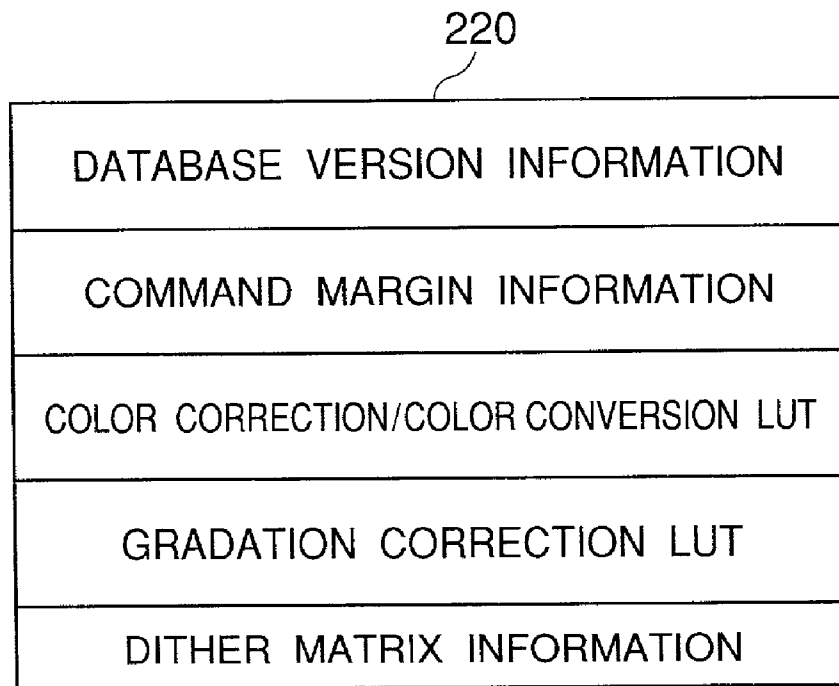 220
DATABASE VERSION INFORMATION
COMMAND MARGIN INFORMATION
COLOR CORRECTION/COLOR CONVERSION LUT
GRADATION CORRECTION LUT
DITHER MATRIX INFORMATION